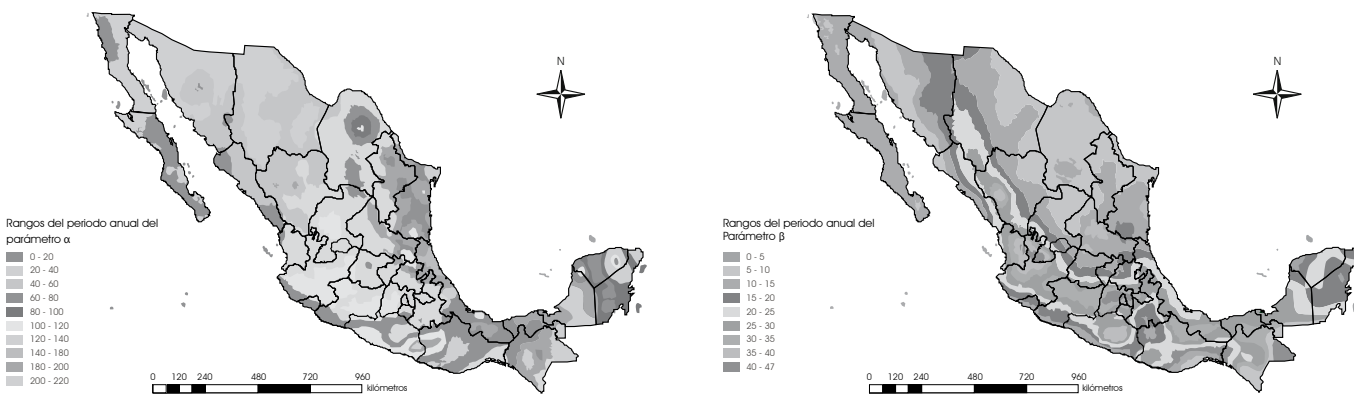 N
Rangos del periodo anual del
parámetro α
0 - 20
20 - 40
40 - 60
60 - 80
80 - 100
100 - 120
120 - 140
140 - 180
180 - 200
200 - 220
0 120 240 480 720 960
kilómetros
N
Rangos del periodo anual del
Parámetro β
0 - 5
5 - 10
10 - 15
15 - 20
20 - 25
25 - 30
30 - 35
35 - 40
40 - 47
0 120 240 480 720 960
kilómetros